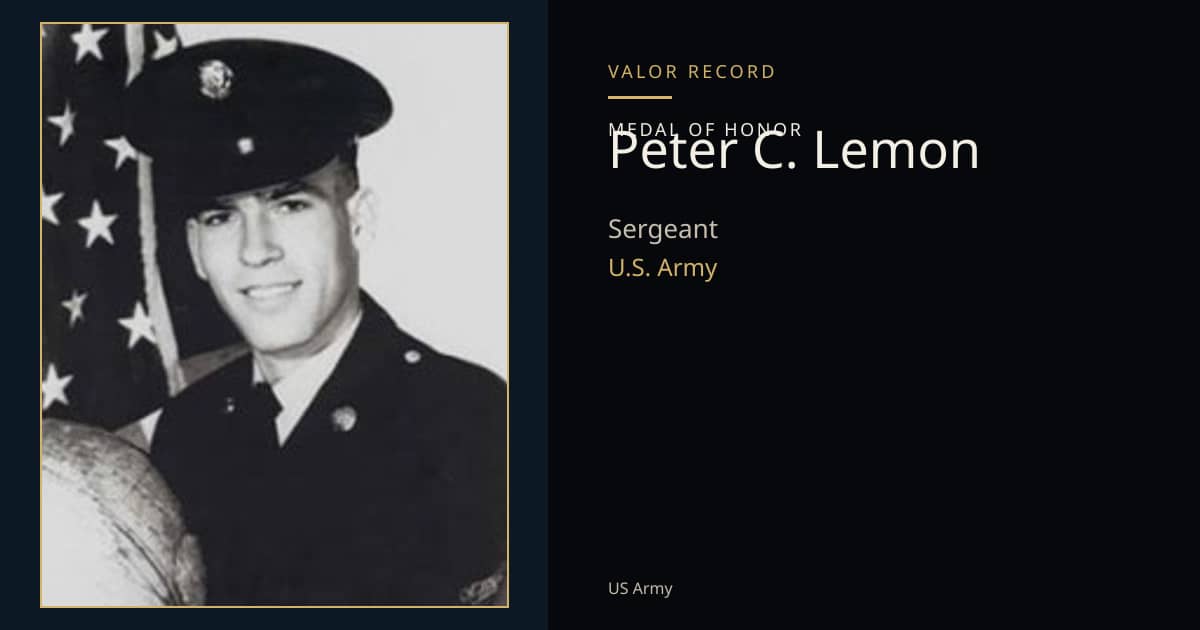 VALOR RECORD
MEDAL OF HONOR
Peter C. Lemon
Sergeant
U.S. Army
US Army